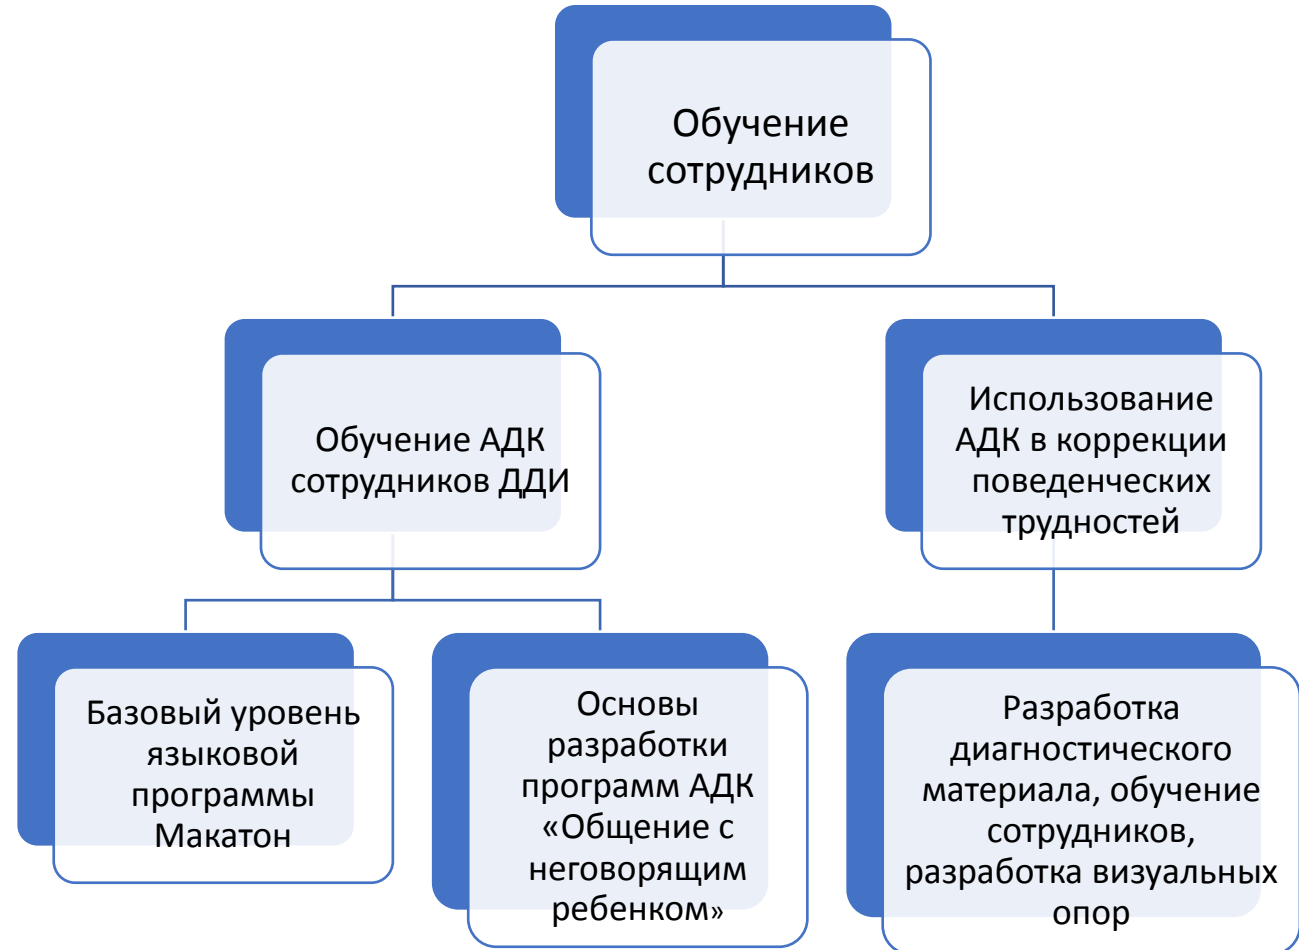 Обучение
сотрудников
Обучение АДК
сотрудников ДДИ
Использование
АДК в коррекции
поведенческих
трудностей
Базовый уровень
языковой
программы
Макатон
Основы
разработки
программ АДК
«Общение с
неговорящим
ребенком»
Разработка
диагностического
материала, обучение
сотрудников,
разработка визуальных
опор